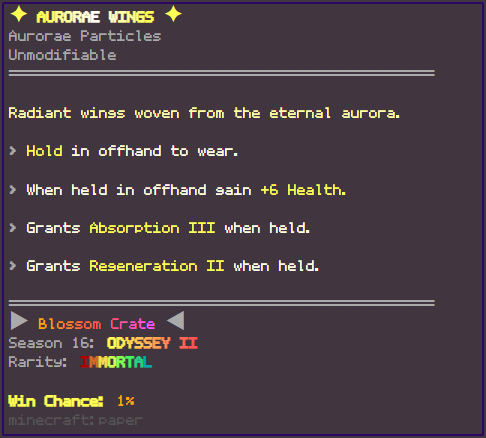 ✦ AURORAE WINGS ✦
Aurorae Particles
Unmodifiable
Radiant wings woven from the eternal aurora.
> Hold in offhand to wear.
> When held in offhand gain +6 Health.
> Grants Absorption III when held.
> Grants Regeneration II when held.
▶ Blossom Crate ◀
Season 16: ODYSSEY II
Rarity: IMMORTAL
Win Chance: 1%
minecraft:paper